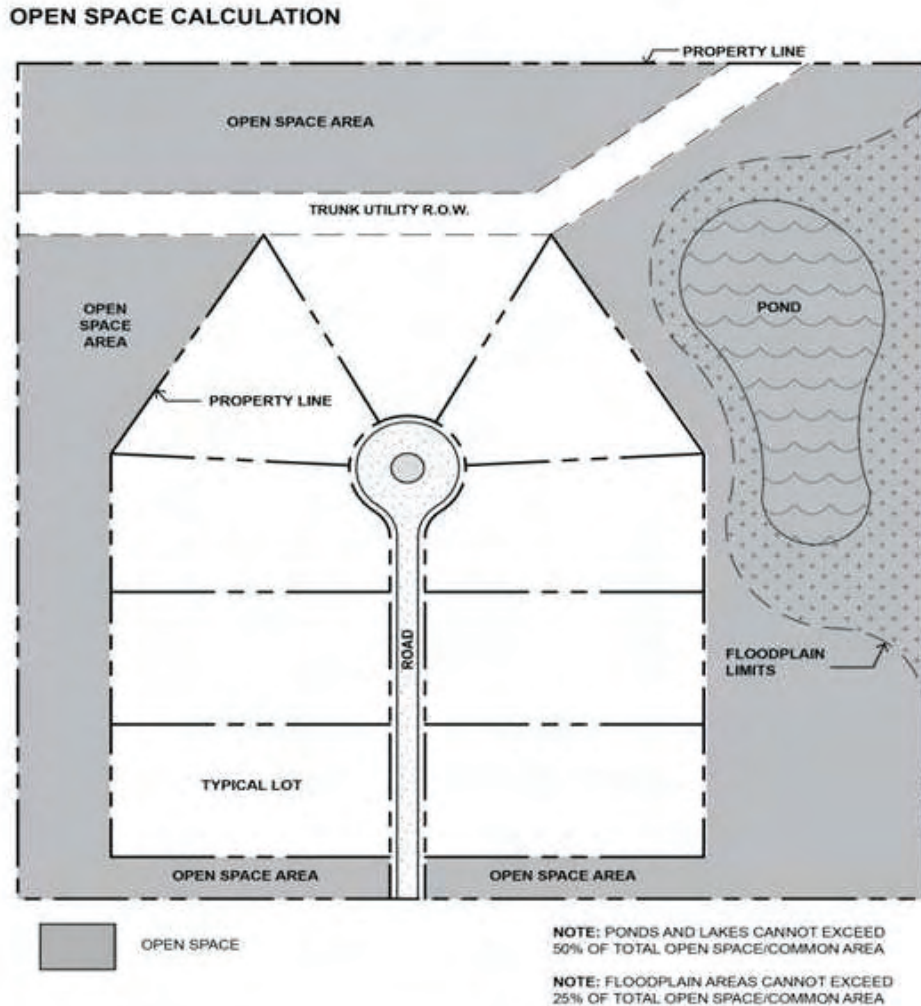 OPEN SPACE CALCULATION
PROPERTY LINE
OPEN SPACE AREA
TRUNK UTILITY R.O.W.
OPEN
SPACE
AREA
POND
PROPERTY LINE
ROAD
FLOODPLAIN
LIMITS
TYPICAL LOT
OPEN SPACE AREA
OPEN SPACE AREA
OPEN SPACE
NOTE: PONDS AND LAKES CANNOT EXCEED
50% OF TOTAL OPEN SPACE/COMMON AREA
NOTE: FLOODPLAIN AREAS CANNOT EXCEED
25% OF TOTAL OPEN SPACE/COMMON AREA